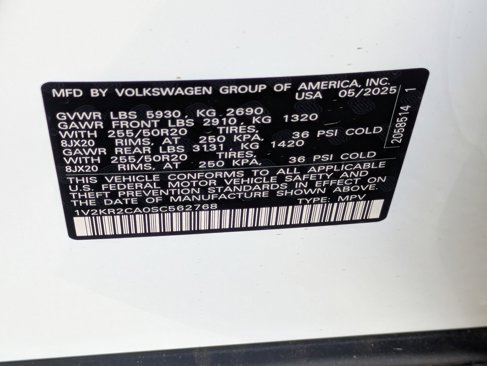 MFD BY VOLKSWAGEN GROUP OF AMERICA, INC.
USA 05/2025
GVWR LBS 5930, KG 2690
GAWR FRONT LBS 2910, KG 1320
WITH 255/50R20 TIRES,
8JX20 RIMS, AT 250 KPA, 36 PSI COLD
GAWR REAR LBS 3131, KG 1420
WITH 255/50R20 TIRES,
8JX20 RIMS, AT 250 KPA, 36 PSI COLD
THIS VEHICLE CONFORMS TO ALL APPLICABLE
U.S. FEDERAL MOTOR VEHICLE SAFETY AND
THEFT PREVENTION STANDARDS IN EFFECT ON
THE DATE OF MANUFACTURE SHOWN ABOVE.
1V2KR2CA0SC562768 TYPE: MPV
2058514 1